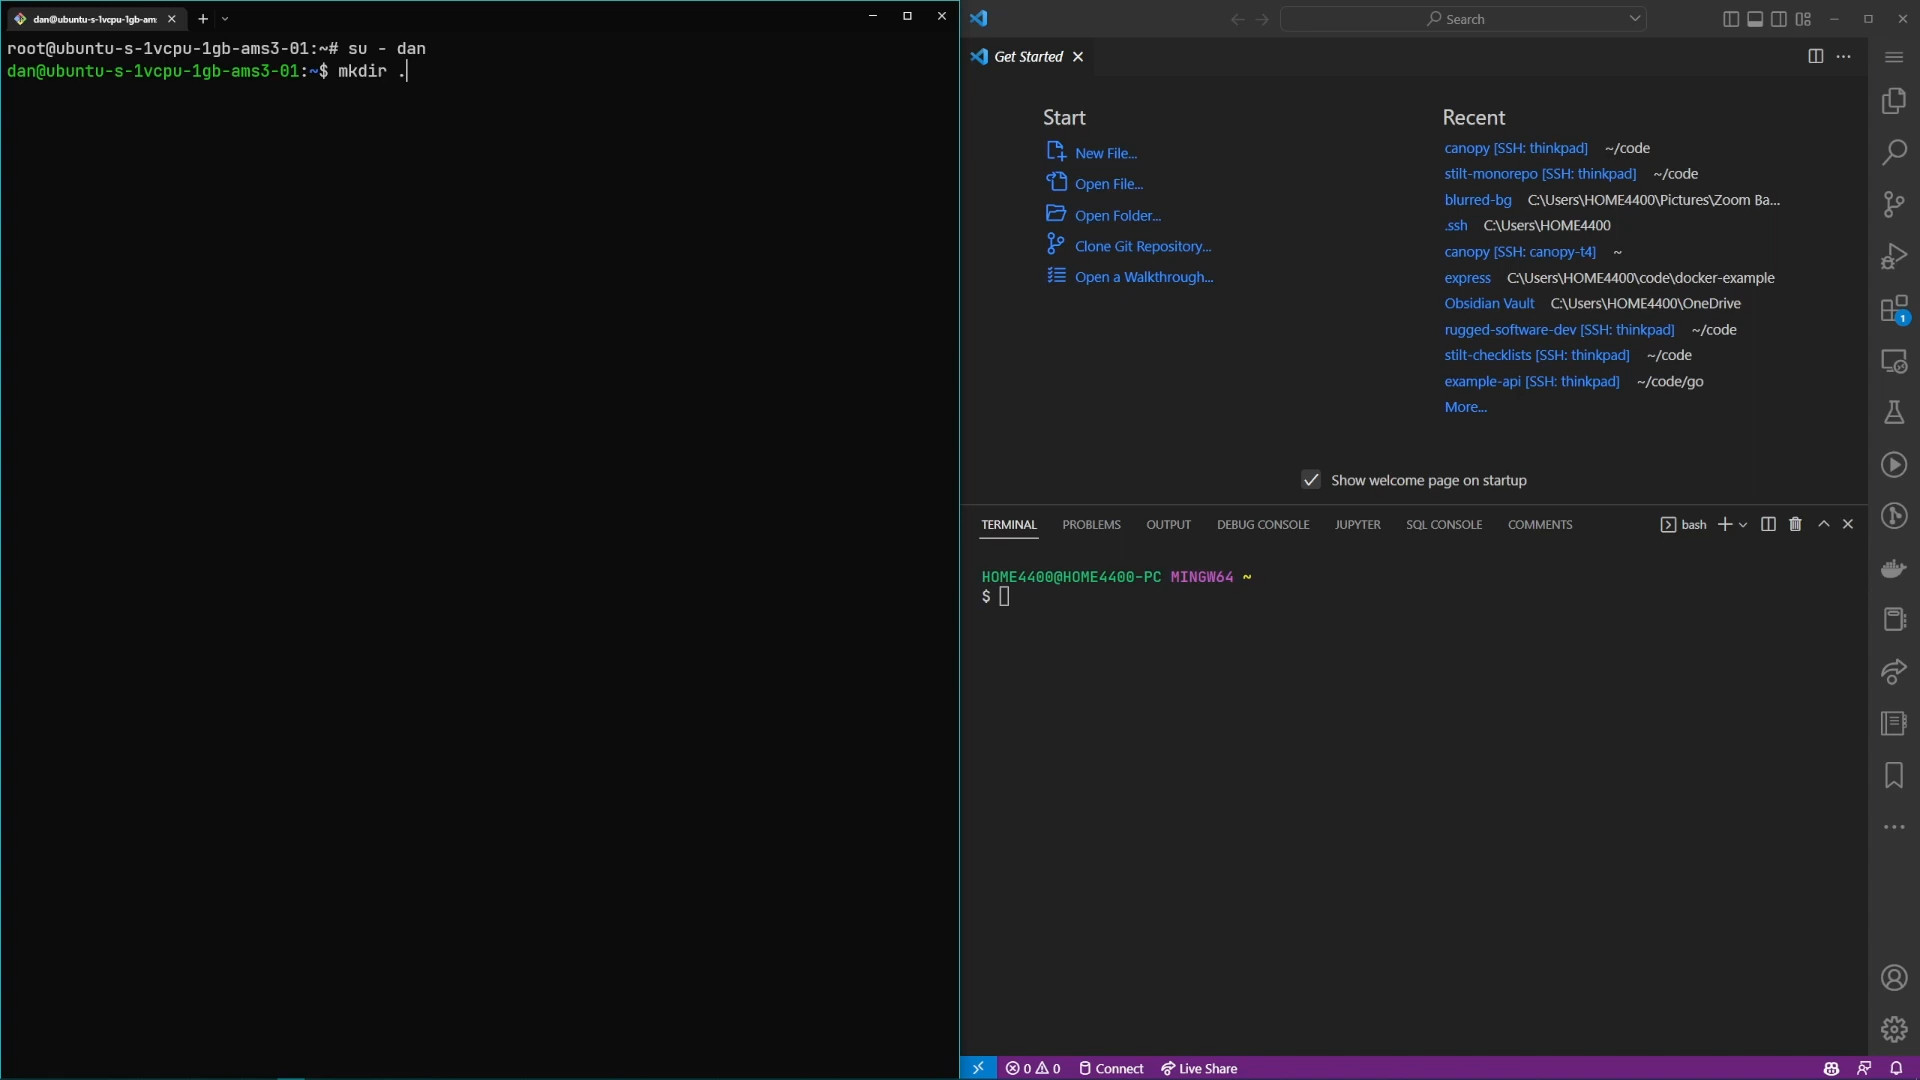 dan@ubuntu-s-1vcpu-1gb-am:
root@ubuntu-s-1vcpu-1gb-ams3-01:~# su - dan
dan@ubuntu-s-1vcpu-1gb-ams3-01:~$ mkdir .
Search
Get Started
Start
New File...
Open File...
Open Folder...
Clone Git Repository...
Open a Walkthrough...
Recent
canopy [SSH: thinkpad] ~/code
stilt-monorepo [SSH: thinkpad] ~/code
blurred-bg C:\Users\HOME4400\Pictures\Zoom Ba...
.ssh C:\Users\HOME4400
canopy [SSH: canopy-t4] ~
express C:\Users\HOME4400\code\docker-example
Obsidian Vault C:\Users\HOME4400\OneDrive
rugged-software-dev [SSH: thinkpad] ~/code
stilt-checklists [SSH: thinkpad] ~/code
example-api [SSH: thinkpad] ~/code/go
More...
Show welcome page on startup
TERMINAL PROBLEMS OUTPUT DEBUG CONSOLE JUPYTER SQL CONSOLE COMMENTS bash
HOME4400@HOME4400-PC MINGW64 ~
$
1
0 0 Connect Live Share